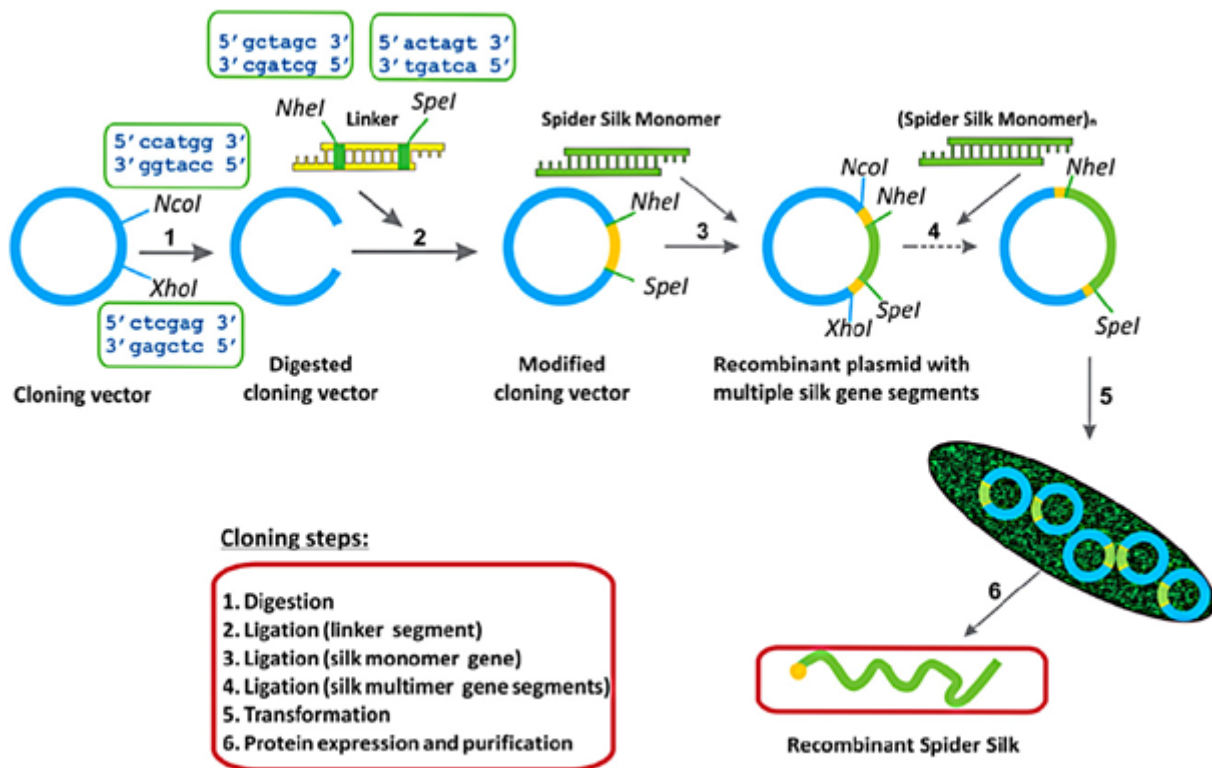 5'gctagc 3'
3'cgatcg 5'
5'actagt 3'
3'tgatca 5'
NheI
Linker
SpeI
Spider Silk Monomer
(Spider Silk Monomer)ₙ
5'ccatgg 3'
3'ggtacc 5'
NcoI
1
XhoI
5'ctcgag 3'
3'gagctc 5'
2
NheI
SpeI
3
NcoI
NheI
SpeI
XhoI
4
NheI
SpeI
Cloning vector
Digested
cloning vector
Modified
cloning vector
Recombinant plasmid with
multiple silk gene segments
5
Cloning steps:
1. Digestion
2. Ligation (linker segment)
3. Ligation (silk monomer gene)
4. Ligation (silk multimer gene segments)
5. Transformation
6. Protein expression and purification
6
Recombinant Spider Silk